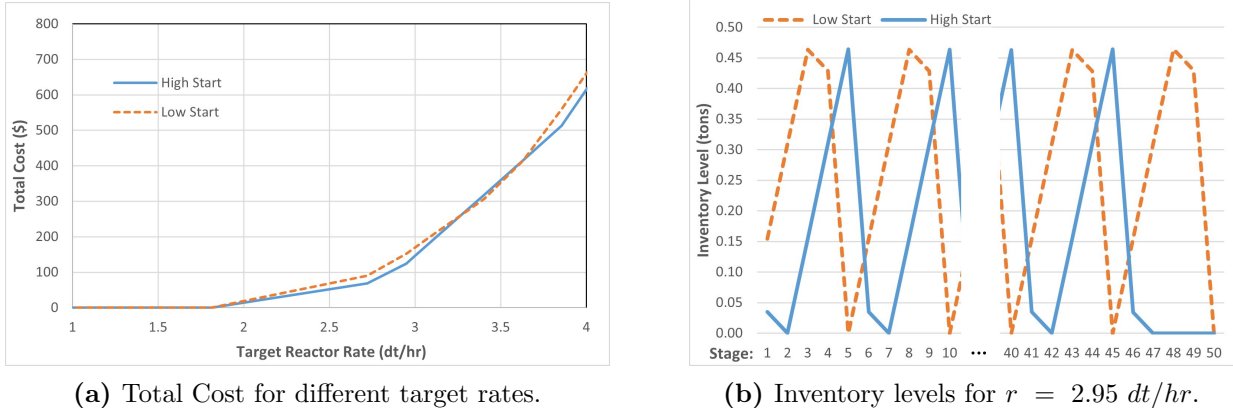 800
700
600
500
400
300
200
100
0
Total Cost ($)
High Start
Low Start
1 1.5 2 2.5 3 3.5 4
Target Reactor Rate (dt/hr)
(a) Total Cost for different target rates.
Low Start High Start
0.50
0.45
0.40
0.35
0.30
0.25
0.20
0.15
0.10
0.05
0.00
Inventory Level (tons)
Stage: 1 2 3 4 5 6 7 8 9 10 ••• 40 41 42 43 44 45 46 47 48 49 50
(b) Inventory levels for r = 2.95 dt/hr.